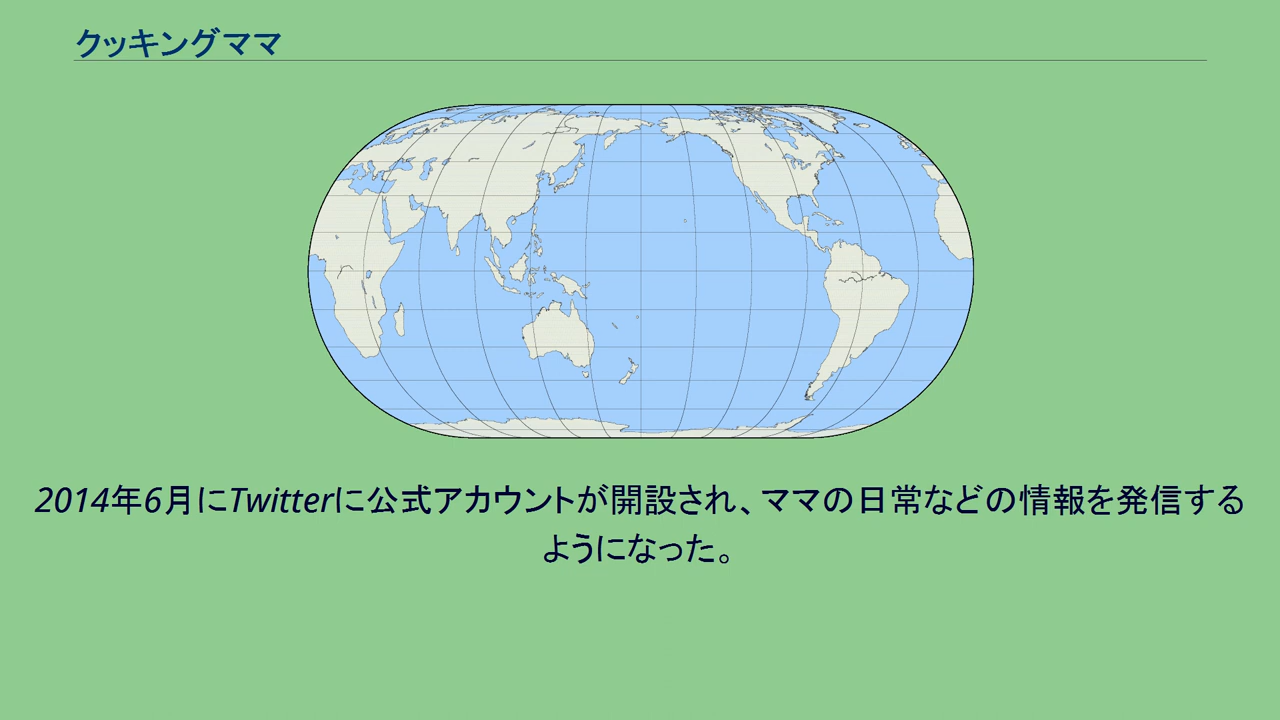 クッキングママ
2014年6月にTwitterに公式アカウントが開設され、ママの日常などの情報を発信する
ようになった。